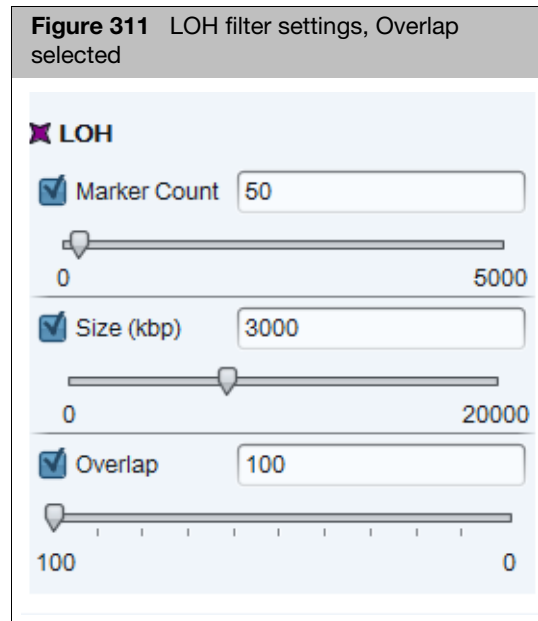 Figure 311 LOH filter settings, Overlap
selected
LOH
Marker Count 50
0 5000
Size (kbp) 3000
0 20000
Overlap 100
100 0